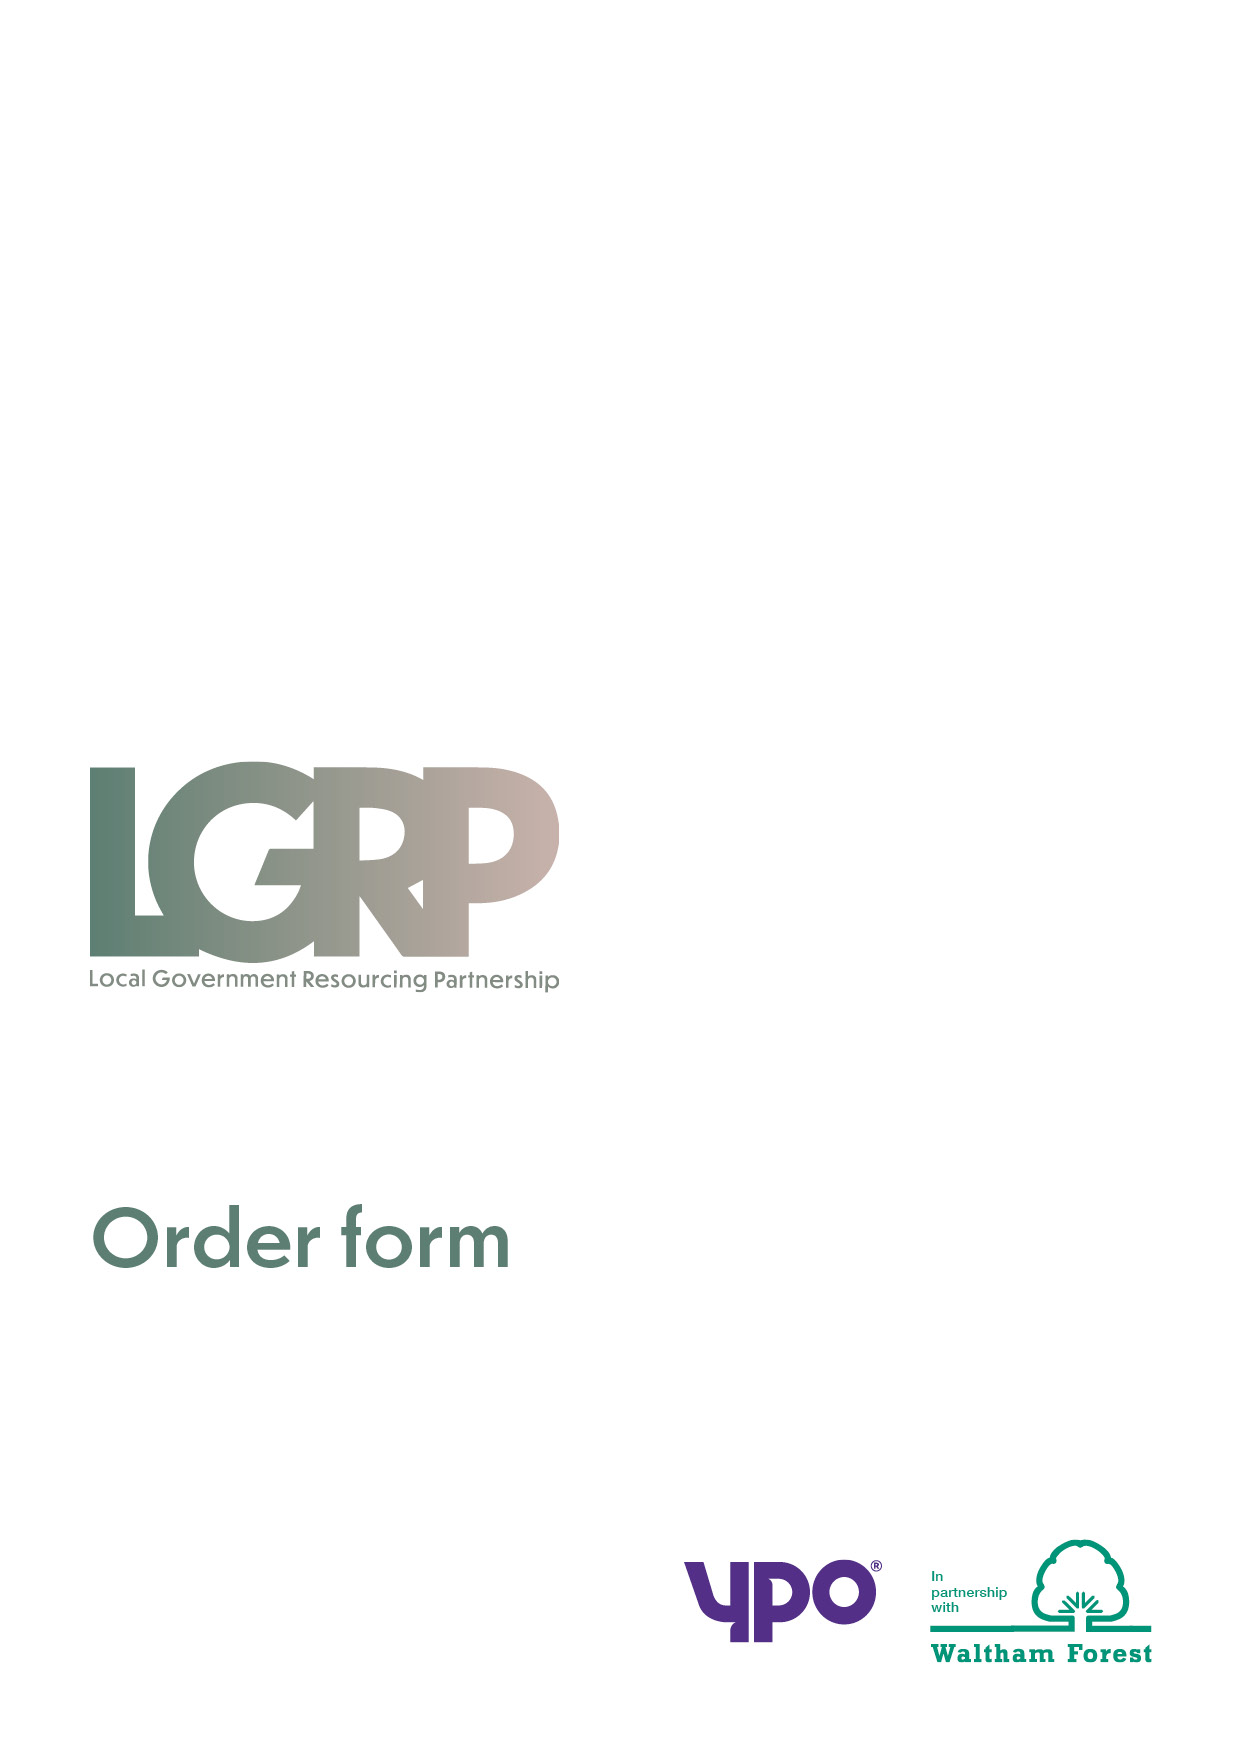 LGRP
Local Government Resourcing Partnership
Order form
ypo®
In
partnership
with
Waltham Forest